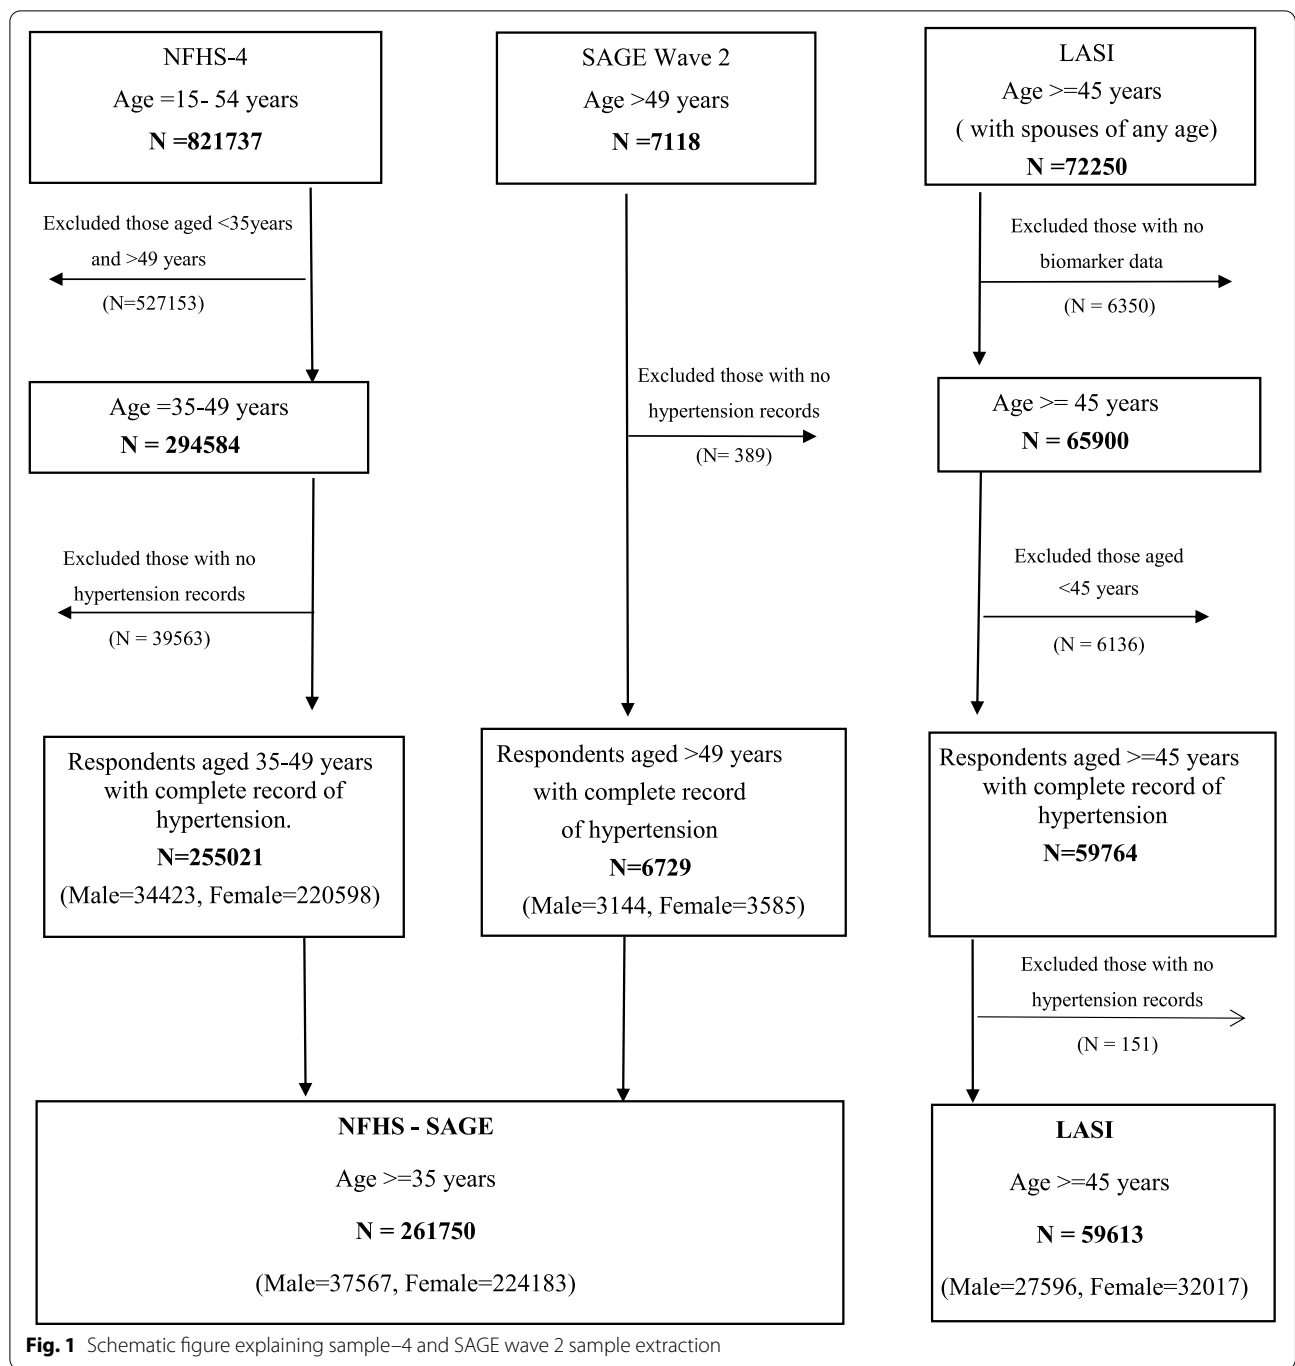 NFHS-4
Age =15- 54 years
N =821737
SAGE Wave 2
Age >49 years
N =7118
LASI
Age >=45 years
( with spouses of any age)
N =72250
Excluded those aged <35years
and >49 years
(N=527153)
Excluded those with no
biomarker data
(N = 6350)
Age =35-49 years
N = 294584
Excluded those with no
hypertension records
(N= 389)
Age >= 45 years
N = 65900
Excluded those with no
hypertension records
(N = 39563)
Excluded those aged
<45 years
(N = 6136)
Respondents aged 35-49 years
with complete record of
hypertension.
N=255021
(Male=34423, Female=220598)
Respondents aged >49 years
with complete record
of hypertension
N=6729
(Male=3144, Female=3585)
Respondents aged >=45 years
with complete record of
hypertension
N=59764
Excluded those with no
hypertension records
(N = 151)
NFHS - SAGE
Age >=35 years
N = 261750
(Male=37567, Female=224183)
LASI
Age >=45 years
N = 59613
(Male=27596, Female=32017)
Fig. 1 Schematic figure explaining sample–4 and SAGE wave 2 sample extraction